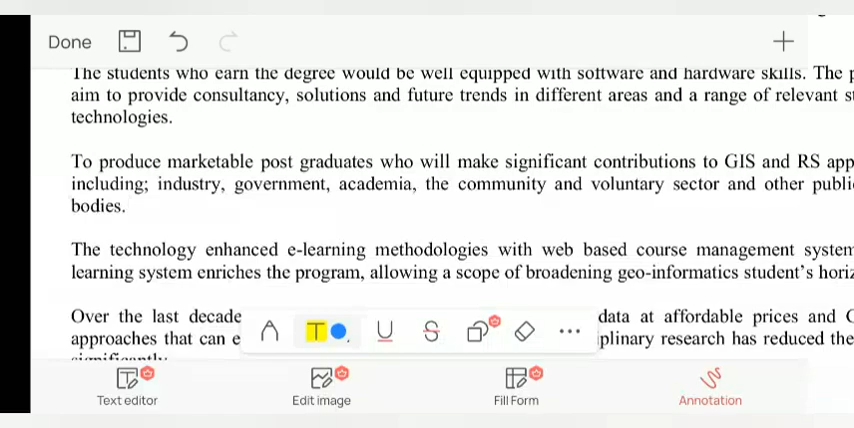 Done
The students who earn the degree would be well equipped with software and hardware skills. The
aim to provide consultancy, solutions and future trends in different areas and a range of relevant
technologies.
To produce marketable post graduates who will make significant contributions to GIS and RS app
including; industry, government, academia, the community and voluntary sector and other publi
bodies.
The technology enhanced e-learning methodologies with web based course management system
learning system enriches the program, allowing a scope of broadening geo-informatics student's horiz
Over the last decade data at affordable prices and
approaches that can e plinary research has reduced the
significantly
T U S
Text editor Edit image Fill Form Annotation